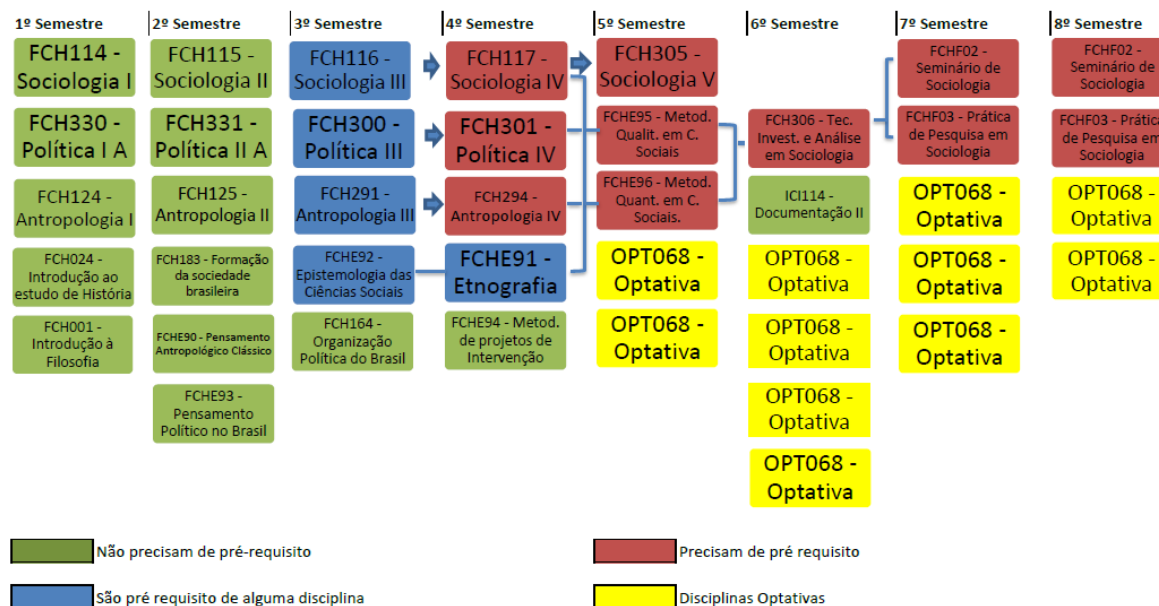 1º Semestre
2º Semestre
3º Semestre
4º Semestre
5º Semestre
6º Semestre
7º Semestre
8º Semestre
FCH114 -
Sociologia I
FCH115 -
Sociologia II
FCH116 -
Sociologia III
FCH117 -
Sociologia IV
FCH305 -
Sociologia V
FCHF02 -
Seminário de
Sociologia
FCHF02 -
Seminário de
Sociologia
FCH330 -
Política I A
FCH331 -
Política II A
FCH300 -
Política III
FCH301 -
Política IV
FCHE95 - Metod.
Qualit. em C.
Sociais
FCH306 - Tec.
Invest. e Análise
em Sociologia
FCHF03 - Prática
de Pesquisa em
Sociologia
FCHF03 - Prática
de Pesquisa em
Sociologia
FCH124 -
Antropologia I
FCH125 -
Antropologia II
FCH291 -
Antropologia III
FCH294 -
Antropologia IV
FCHE96 - Metod.
Quant. em C.
Sociais.
ICI114 -
Documentação II
OPT068 -
Optativa
OPT068 -
Optativa
FCH024 -
Introdução ao
estudo de História
FCH183 - Formação
da sociedade
brasileira
FCHE92 -
Epistemologia das
Ciências Sociais
FCHE91 -
Etnografia
OPT068 -
Optativa
OPT068 -
Optativa
OPT068 -
Optativa
OPT068 -
Optativa
FCH001 -
Introdução à
Filosofia
FCHE90 - Pensamento
Antropológico Clássico
FCH164 -
Organização
Política do Brasil
FCHE94 - Metod.
de projetos de
Intervenção
OPT068 -
Optativa
OPT068 -
Optativa
OPT068 -
Optativa
FCHE93 -
Pensamento
Político no Brasil
OPT068 -
Optativa
OPT068 -
Optativa
Não precisam de pré-requisito
Precisam de pré requisito
São pré requisito de alguma disciplina
Disciplinas Optativas